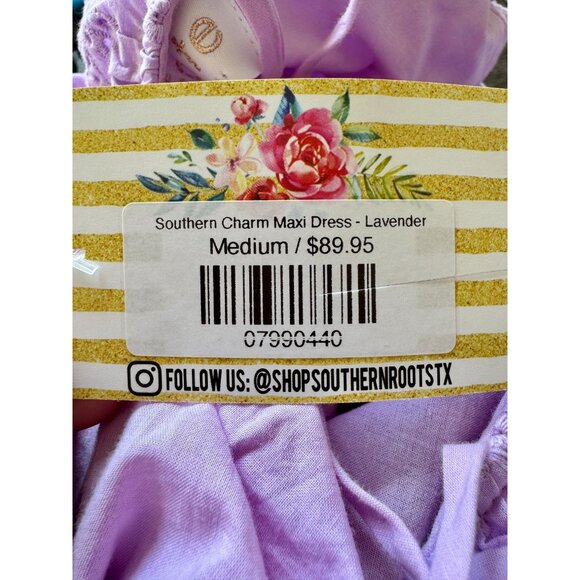 Southern Charm Maxi Dress - Lavender
Medium / $89.95
07990440
FOLLOW US: @SHOPSOUTHERNROOTSTX